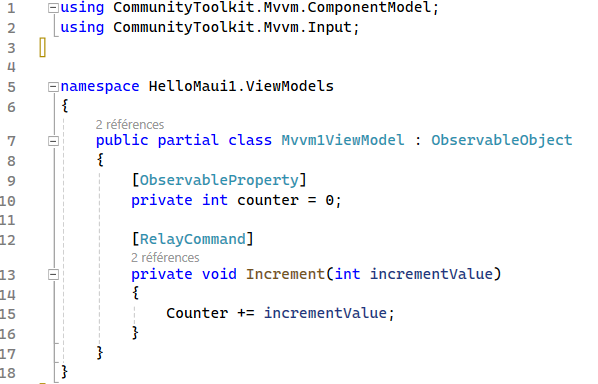 1 using CommunityToolkit.Mvvm.ComponentModel;
2 using CommunityToolkit.Mvvm.Input;
3
4
5 namespace HelloMaui1.ViewModels
6 {
2 références
7 public partial class Mvvm1ViewModel : ObservableObject
8 {
9 [ObservableProperty]
10 private int counter = 0;
11
12 [RelayCommand]
2 références
13 private void Increment(int incrementValue)
14 {
15 Counter += incrementValue;
16 }
17 }
18 }